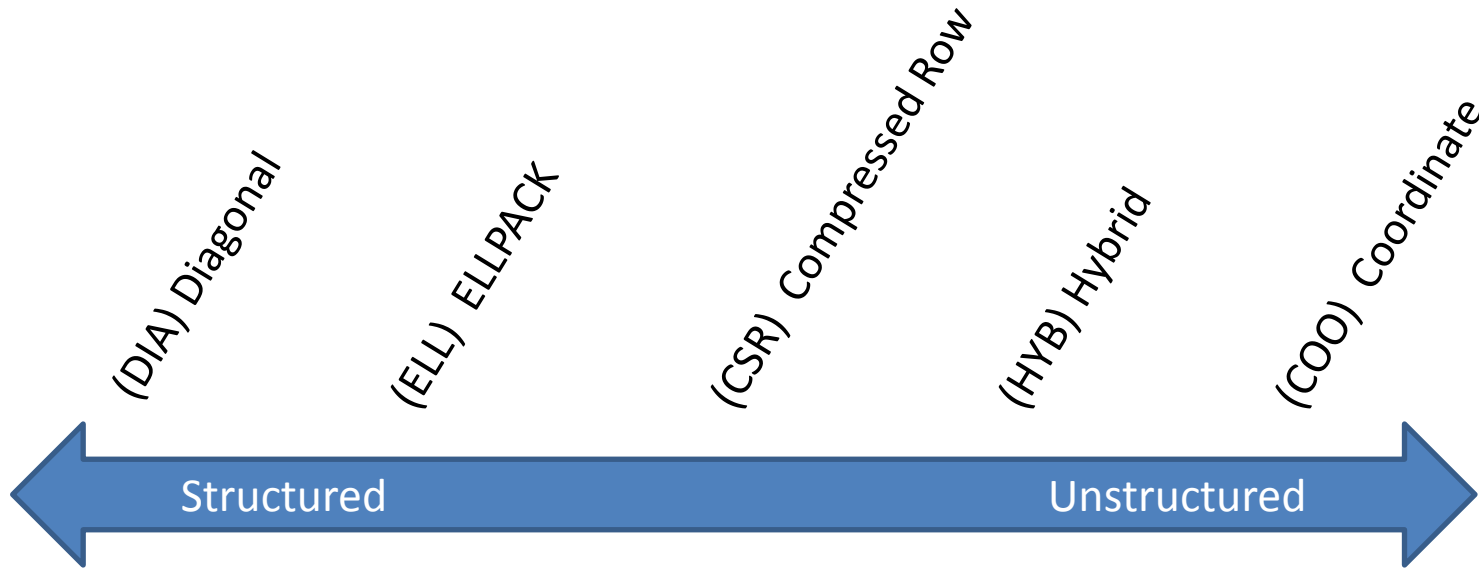 (DIA) Diagonal
(ELL) ELLPACK
(CSR) Compressed Row
(HYB) Hybrid
(COO) Coordinate
Structured
Unstructured